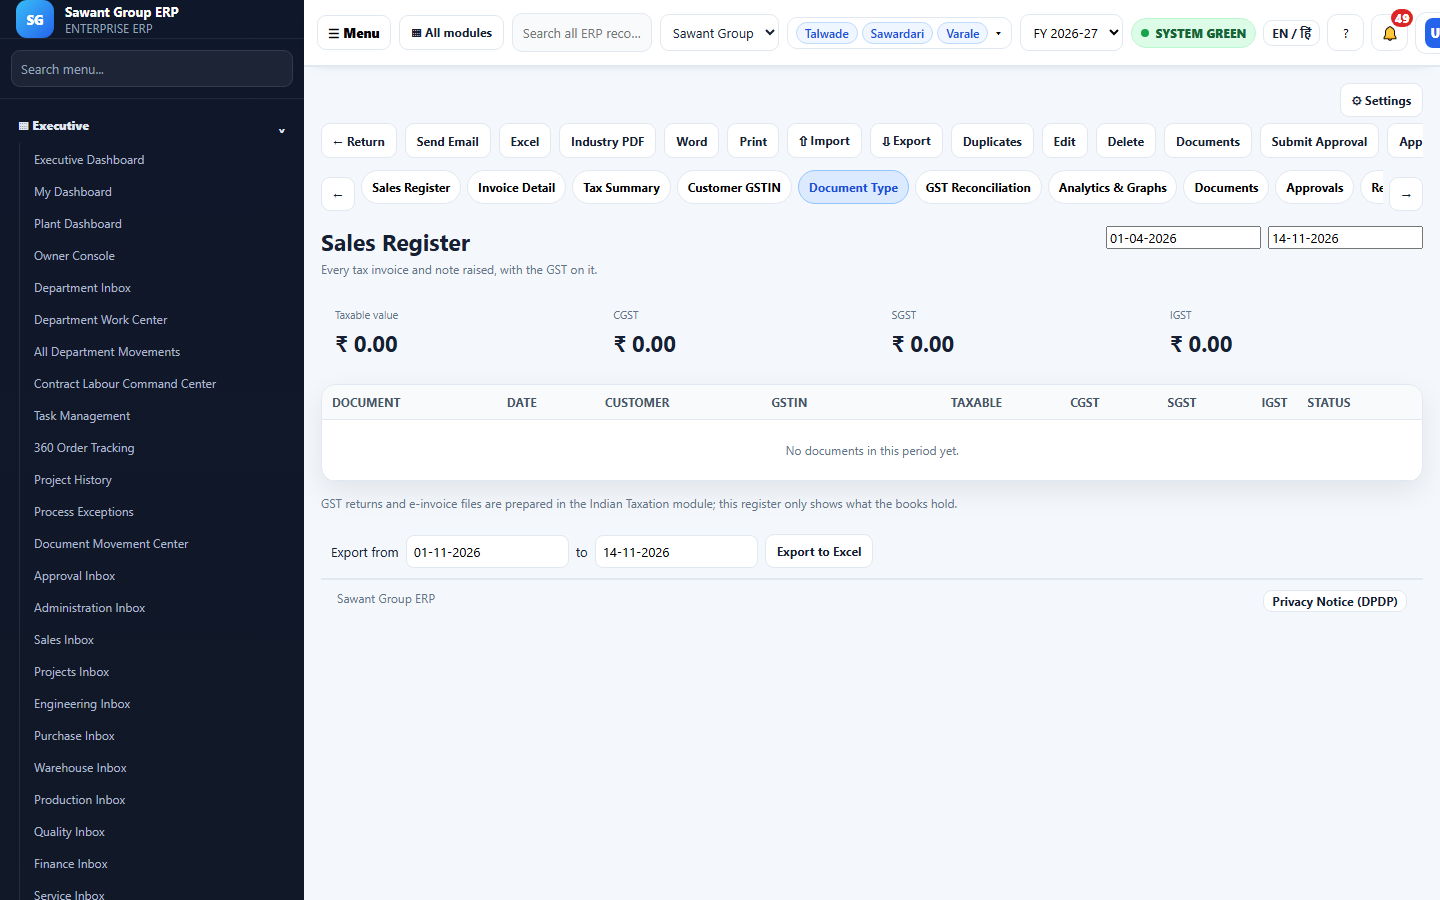 SG
Sawant Group ERP
ENTERPRISE ERP
Search menu...
Executive
Executive Dashboard
My Dashboard
Plant Dashboard
Owner Console
Department Inbox
Department Work Center
All Department Movements
Contract Labour Command Center
Task Management
360 Order Tracking
Project History
Process Exceptions
Document Movement Center
Approval Inbox
Administration Inbox
Sales Inbox
Projects Inbox
Engineering Inbox
Purchase Inbox
Warehouse Inbox
Production Inbox
Quality Inbox
Finance Inbox
Service Inbox
☰ Menu
All modules
Search all ERP reco...
Sawant Group
Talwade Sawardari Varale
FY 2026-27
SYSTEM GREEN
EN / हिं
?
49
U
⚙ Settings
← Return Send Email Excel Industry PDF Word Print ⇧ Import ⇩ Export Duplicates Edit Delete Documents Submit Approval App
← Sales Register Invoice Detail Tax Summary Customer GSTIN Document Type GST Reconciliation Analytics & Graphs Documents Approvals Re →
Sales Register
01-04-2026 14-11-2026
Every tax invoice and note raised, with the GST on it.
Taxable value CGST SGST IGST
₹ 0.00 ₹ 0.00 ₹ 0.00 ₹ 0.00
DOCUMENT DATE CUSTOMER GSTIN TAXABLE CGST SGST IGST STATUS
No documents in this period yet.
GST returns and e-invoice files are prepared in the Indian Taxation module; this register only shows what the books hold.
Export from 01-11-2026 to 14-11-2026 Export to Excel
Sawant Group ERP
Privacy Notice (DPDP)